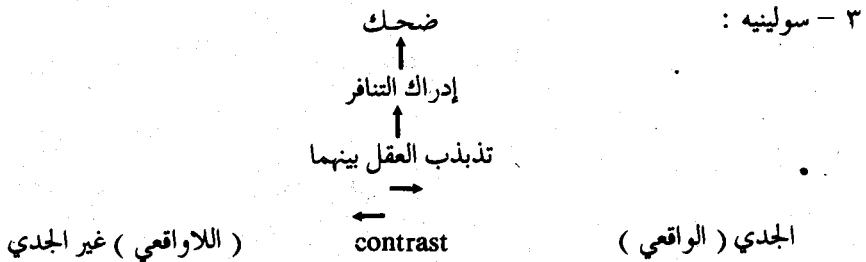 ٣ – سولينيه :
ضحك
إدراك التنافر
تذبذب العقل بينهما
الجدي ( الواقعي ) contrast ( اللاواقعي ) غير الجدي